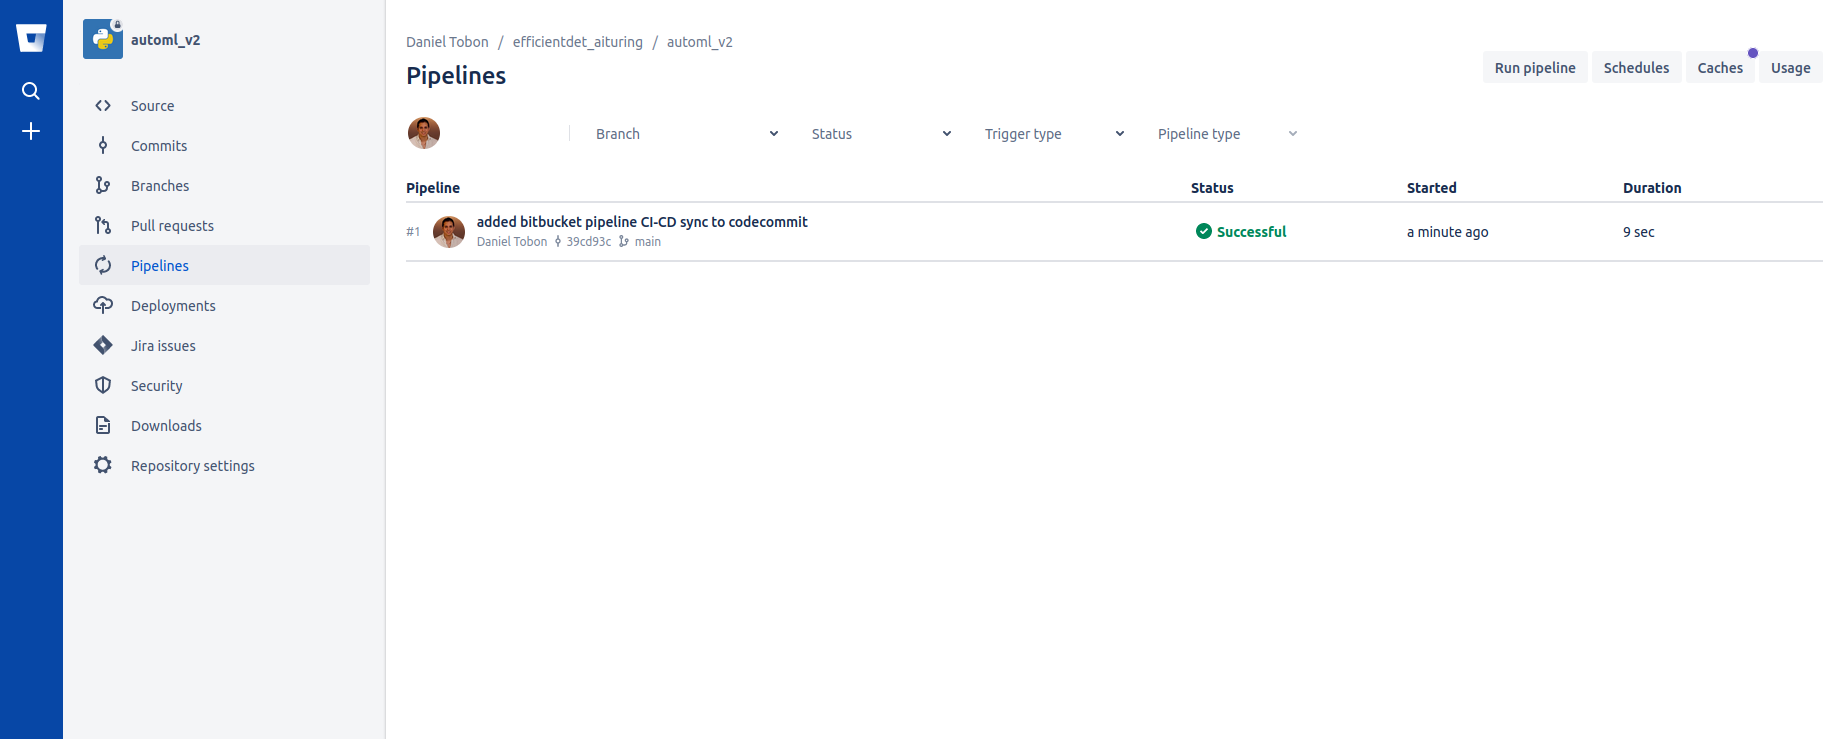 automl_v2
Source
Commits
Branches
Pull requests
Pipelines
Deployments
Jira issues
Security
Downloads
Repository settings
Daniel Tobon / efficientdet_aituring / automl_v2
Pipelines
Run pipeline Schedules Caches Usage
Branch Status Trigger type Pipeline type
Pipeline Status Started Duration
#1 added bitbucket pipeline CI-CD sync to codecommit Successful a minute ago 9 sec
Daniel Tobon 39cd93c main